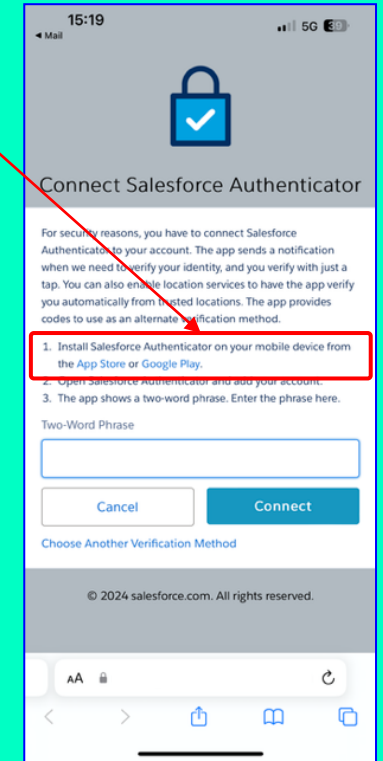 15:19
5G 39
◄ Mail
Connect Salesforce Authenticator
For security reasons, you have to connect Salesforce
Authenticator to your account. The app sends a notification
when we need to verify your identity, and you verify with just a
tap. You can also enable location services to have the app verify
you automatically from trusted locations. The app provides
codes to use as an alternate verification method.
1. Install Salesforce Authenticator on your mobile device from
the App Store or Google Play.
2. Open Salesforce Authenticator and add your account.
3. The app shows a two-word phrase. Enter the phrase here.
Two-Word Phrase
Cancel
Connect
Choose Another Verification Method
© 2024 salesforce.com. All rights reserved.
AA